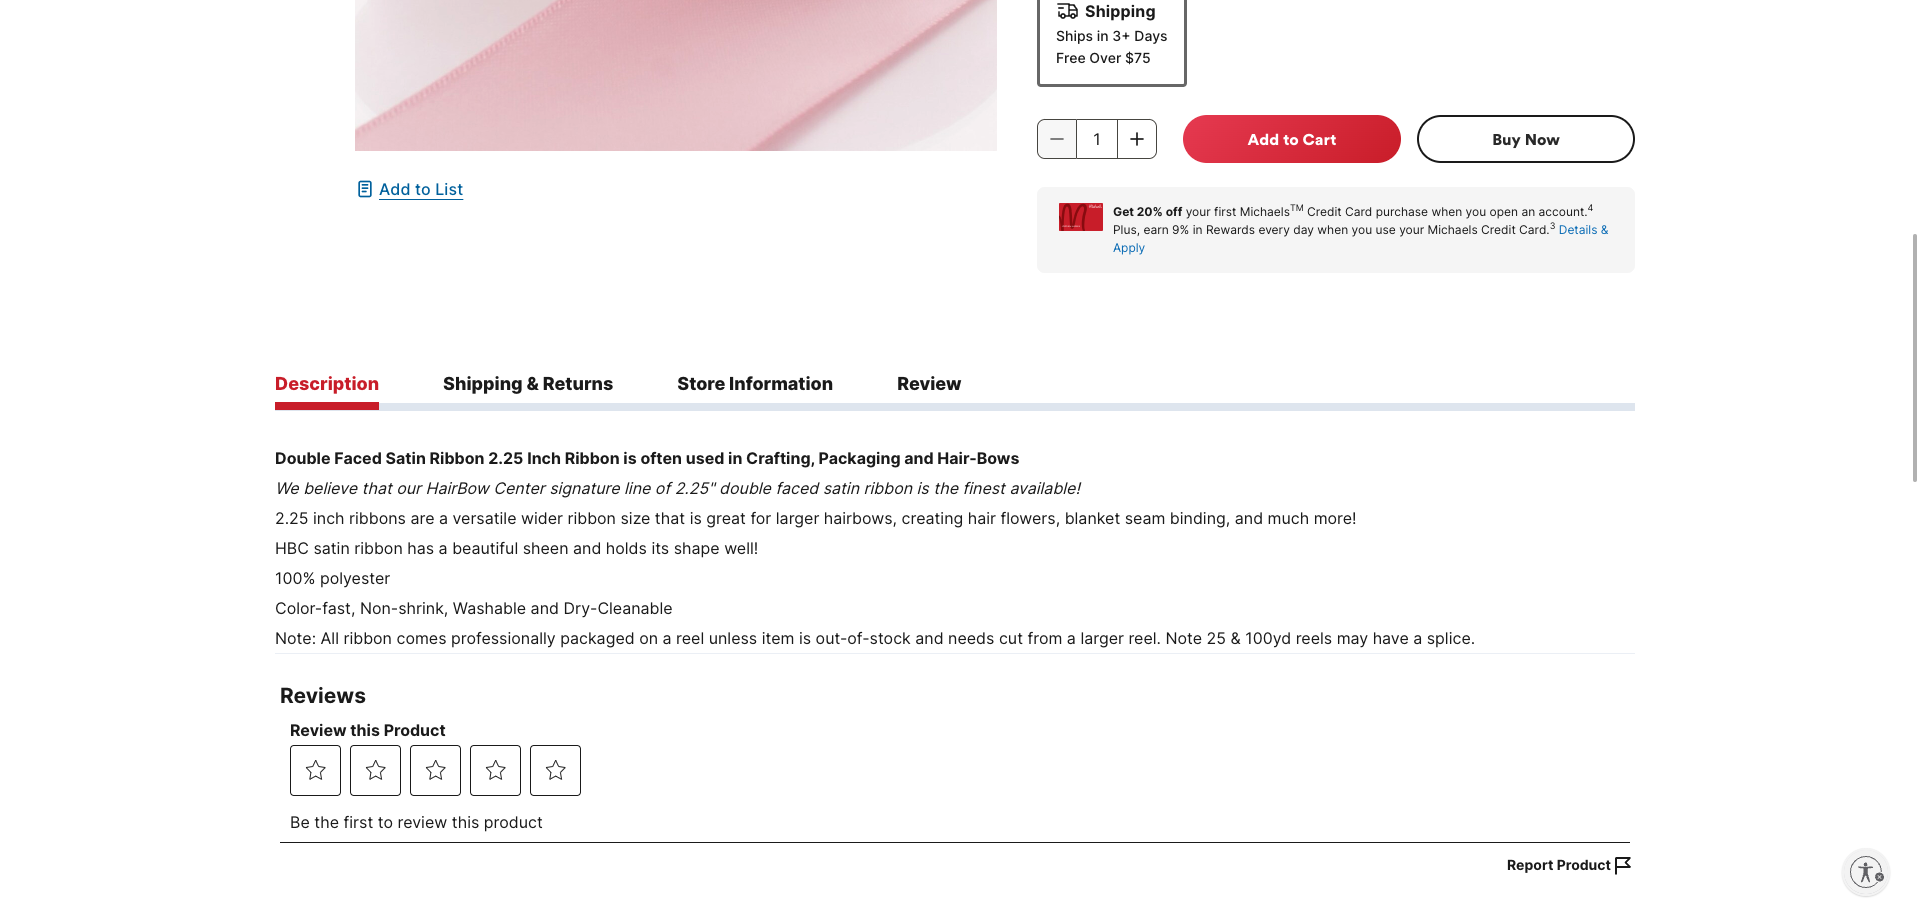 Shipping
Ships in 3+ Days
Free Over $75
1
Add to Cart
Buy Now
Add to List
Get 20% off your first Michaels™ Credit Card purchase when you open an account.4
Plus, earn 9% in Rewards every day when you use your Michaels Credit Card.3 Details &
Apply
Description
Shipping & Returns
Store Information
Review
Double Faced Satin Ribbon 2.25 Inch Ribbon is often used in Crafting, Packaging and Hair-Bows
We believe that our HairBow Center signature line of 2.25" double faced satin ribbon is the finest available!
2.25 inch ribbons are a versatile wider ribbon size that is great for larger hairbows, creating hair flowers, blanket seam binding, and much more!
HBC satin ribbon has a beautiful sheen and holds its shape well!
100% polyester
Color-fast, Non-shrink, Washable and Dry-Cleanable
Note: All ribbon comes professionally packaged on a reel unless item is out-of-stock and needs cut from a larger reel. Note 25 & 100yd reels may have a splice.
Reviews
Review this Product
Be the first to review this product
Report Product